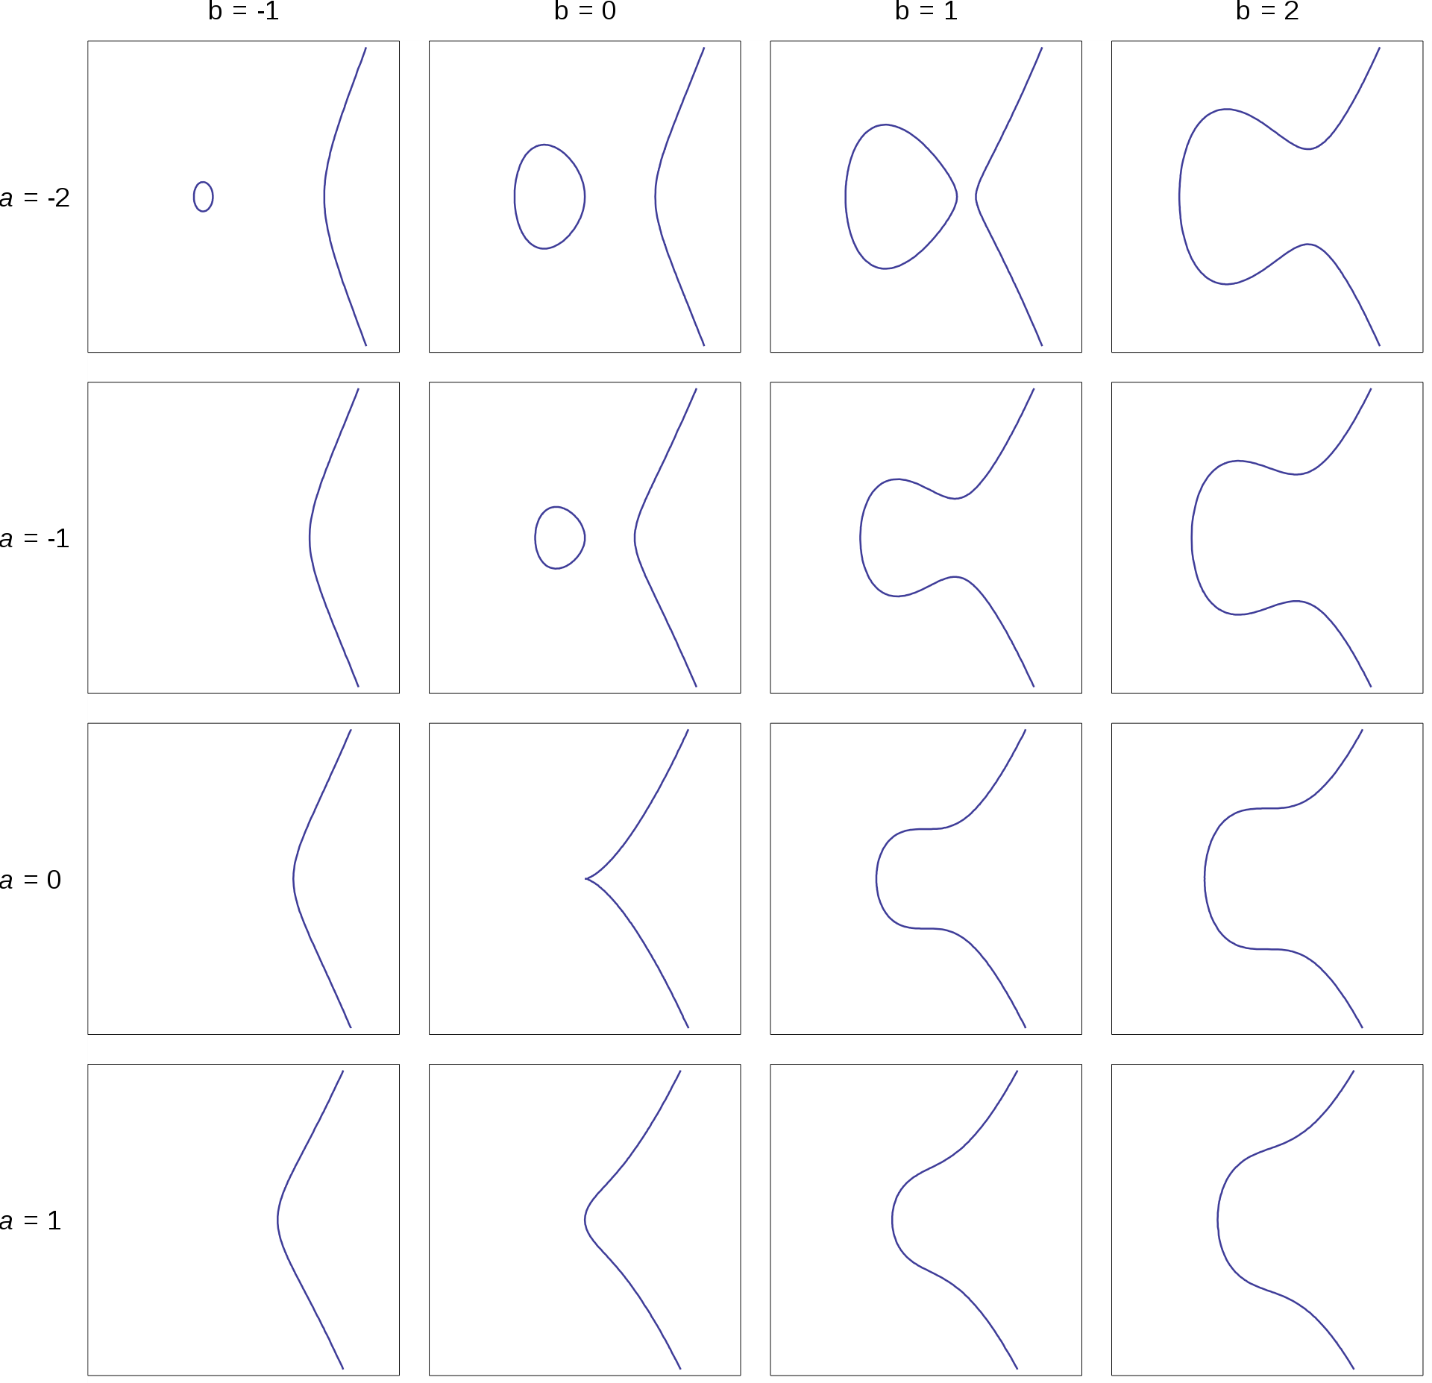 b = -1 b = 0 b = 1 b = 2
a = -2
a = -1
a = 0
a = 1